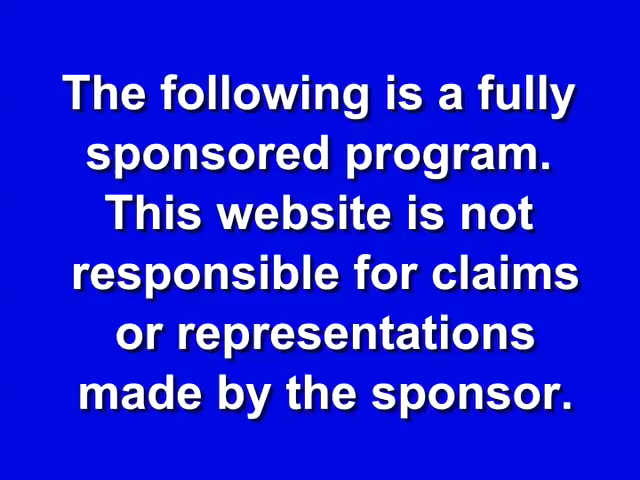 The following is a fully
sponsored program.
This website is not
responsible for claims
or representations
made by the sponsor.